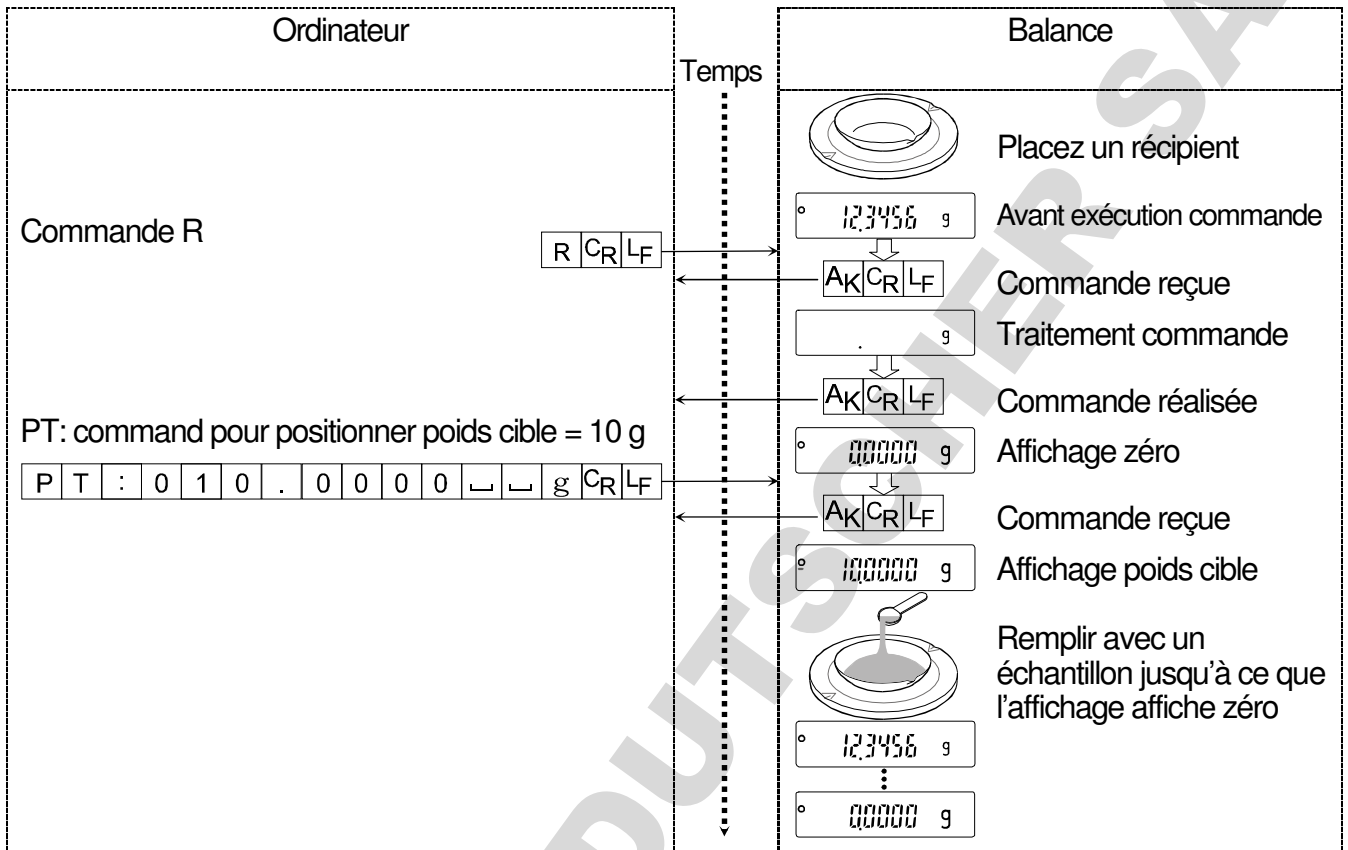 Ordinateur
Temps
Balance
Placez un récipient
12.3456 g
Avant exécution commande
Commande R
R CR LF
AK CR LF
Commande reçue
. g
Traitement commande
AK CR LF
Commande réalisée
PT: command pour positionner poids cible = 10 g
0.0000 g
Affichage zéro
P T : 0 1 0 . 0 0 0 0 ⎵ ⎵ g CR LF
AK CR LF
Commande reçue
10.0000 g
Affichage poids cible
Remplir avec un
échantillon jusqu'à ce que
l'affichage affiche zéro
12.3456 g
0.0000 g
DUTSCHER SA